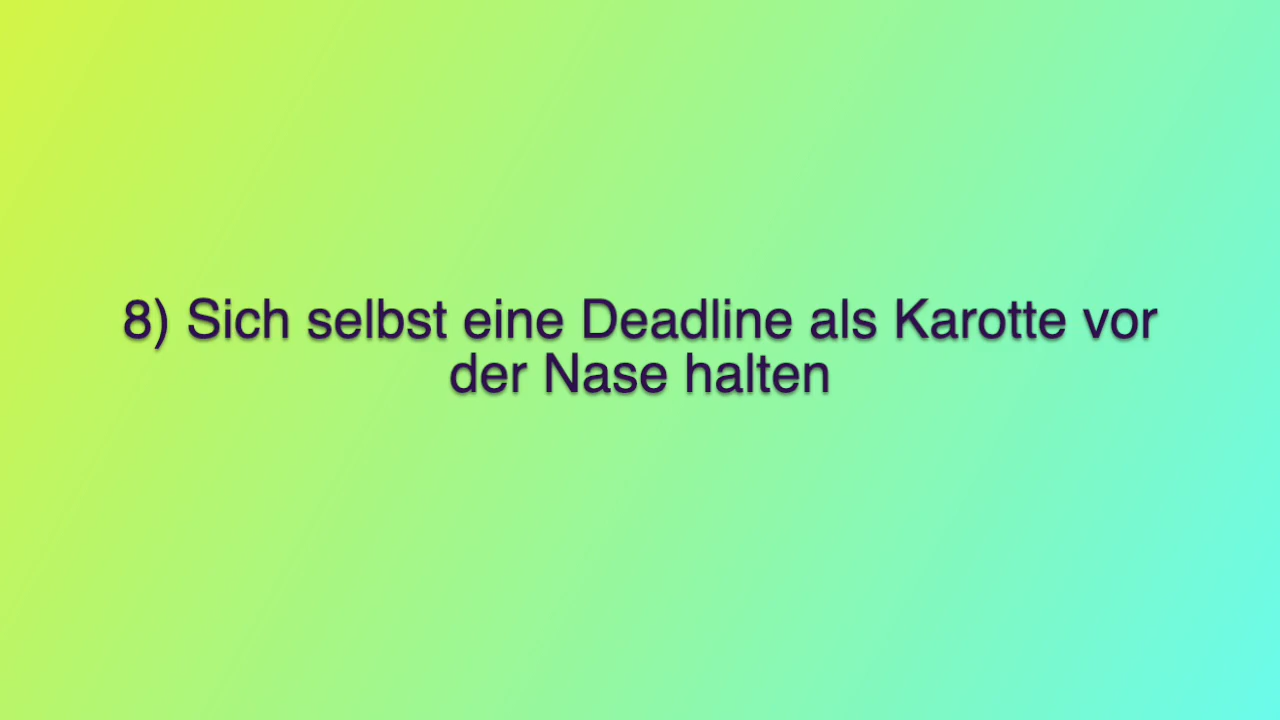 8) Sich selbst eine Deadline als Karotte vor
der Nase halten